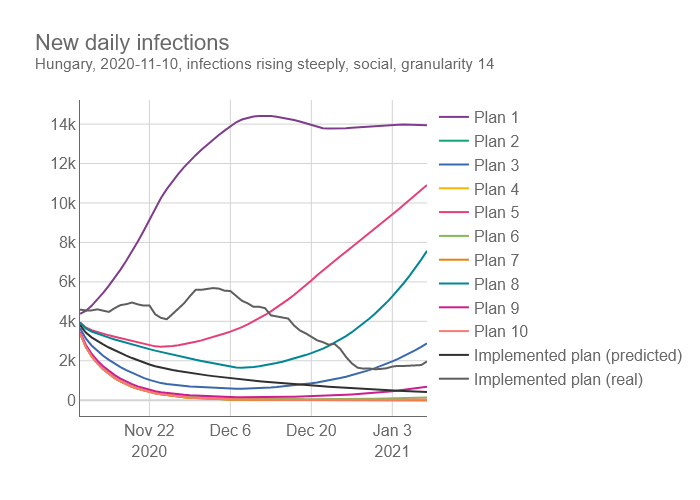 New daily infections
Hungary, 2020-11-10, infections rising steeply, social, granularity 14
14k
12k
10k
8k
6k
4k
2k
0
Nov 22
2020
Dec 6
Dec 20
Jan 3
2021
Plan 1
Plan 2
Plan 3
Plan 4
Plan 5
Plan 6
Plan 7
Plan 8
Plan 9
Plan 10
Implemented plan (predicted)
Implemented plan (real)